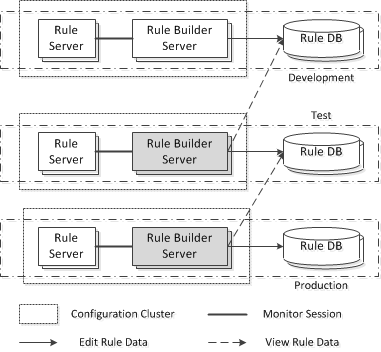 Rule
Server
Rule Builder
Server
Rule DB
Development
Test
Rule
Server
Rule Builder
Server
Rule DB
Rule
Server
Rule Builder
Server
Rule DB
Production
Configuration Cluster
Monitor Session
Edit Rule Data
View Rule Data